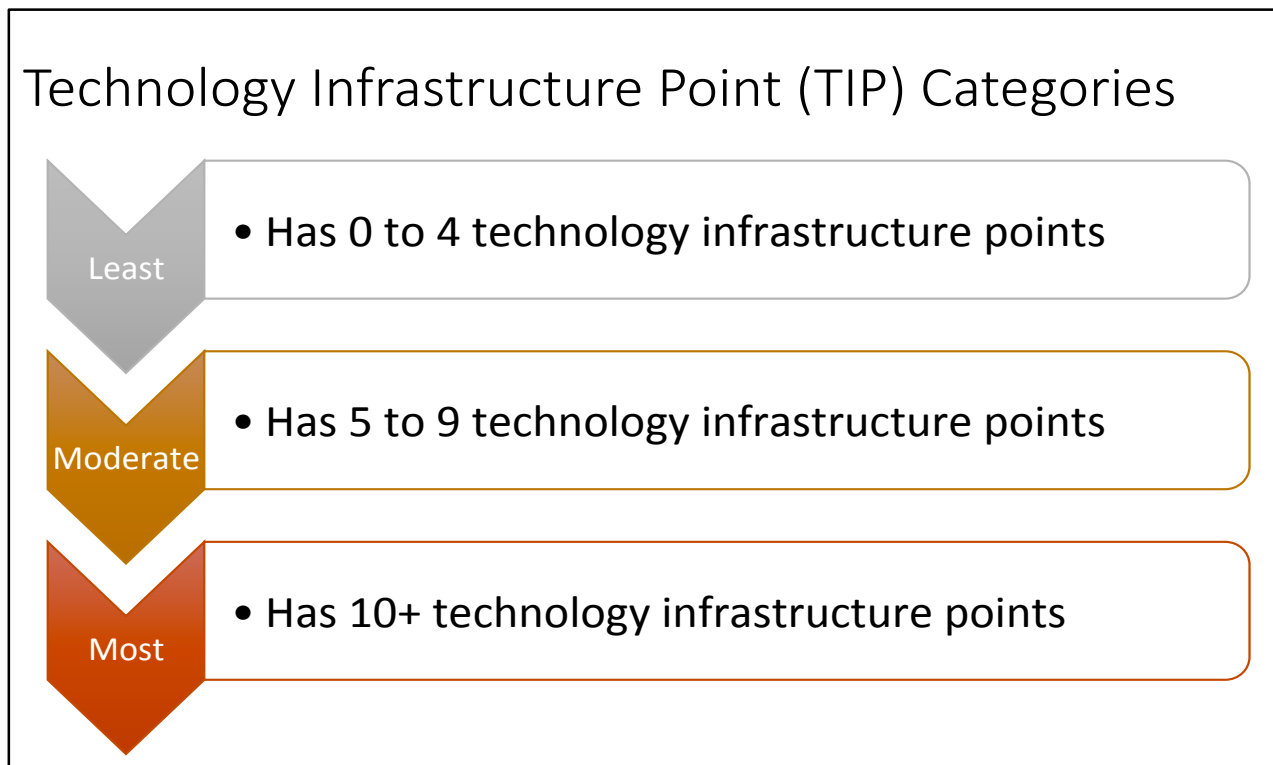 Technology Infrastructure Point (TIP) Categories
Least
• Has 0 to 4 technology infrastructure points
Moderate
• Has 5 to 9 technology infrastructure points
Most
• Has 10+ technology infrastructure points